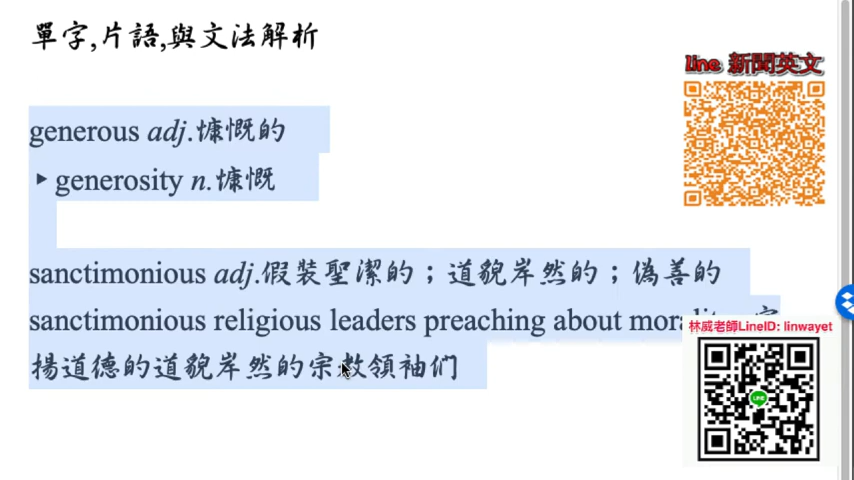 單字,片語,與文法解析
line 新聞英文
generous adj.慷慨的
▸generosity n.慷慨
sanctimonious adj.假裝聖潔的；道貌岸然的；偽善的
sanctimonious religious leaders preaching about
揚道德的道貌岸然的宗教領袖们
林威老師LineID: linwayet
LINE